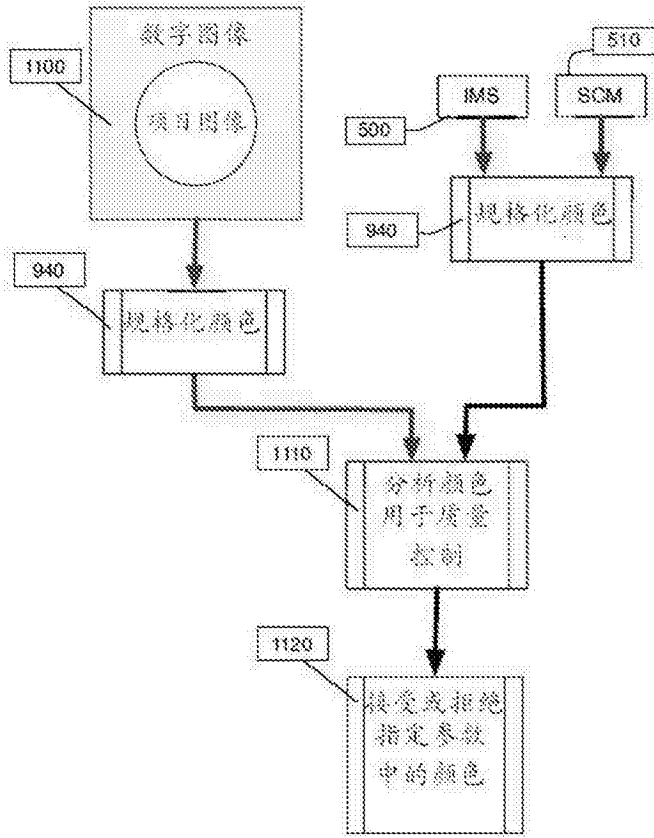 数字图像
1100
项目图像
510
IMS
SCM
500
940
规格化颜色
940
规格化颜色
1110
分析颜色
用于质量
控制
1120
接受或拒绝
指定参数
中的颜色